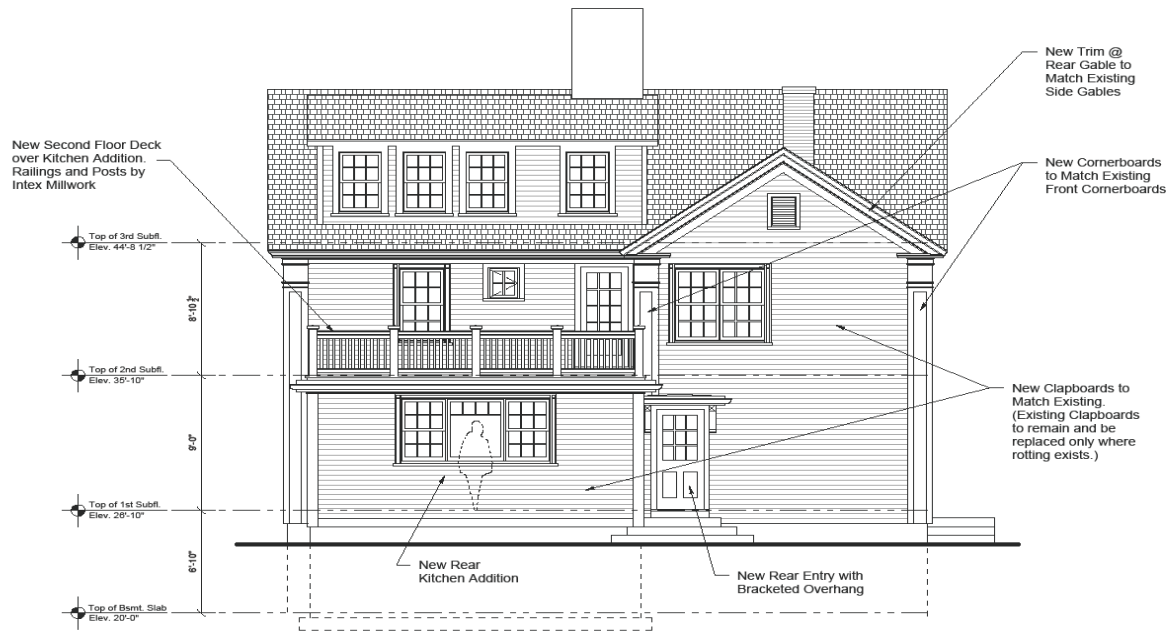 New Trim @
Rear Gable to
Match Existing
Side Gables
New Second Floor Deck
over Kitchen Addition.
Railings and Posts by
Intex Millwork
New Cornerboards
to Match Existing
Front Cornerboards
Top of 3rd Subfl.
Elev. 44'-8 1/2"
8'-10 1/2"
Top of 2nd Subfl.
Elev. 35'-10"
New Clapboards to
Match Existing.
(Existing Clapboards
to remain and be
replaced only where
rotting exists.)
9'-0"
Top of 1st Subfl.
Elev. 26'-10"
6'-10"
New Rear
Kitchen Addition
New Rear Entry with
Bracketed Overhang
Top of Bsmt. Slab
Elev. 20'-0"